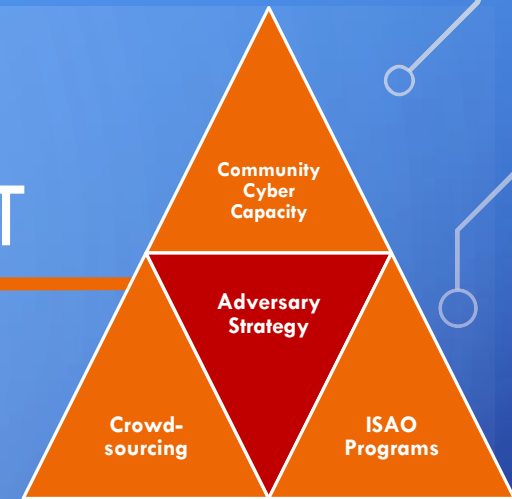 Community
Cyber
Capacity
T
Adversary
Strategy
Crowd-
sourcing
ISAO
Programs